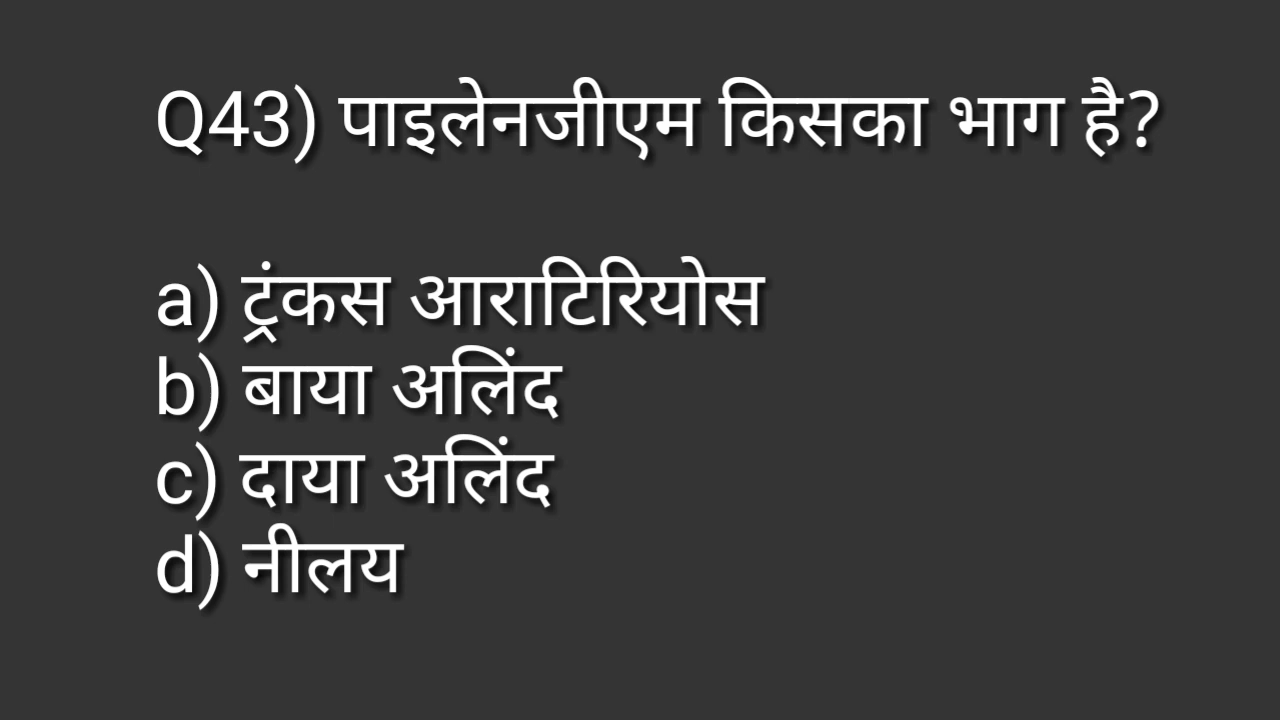 Q43) पाइलेनजीएम किसका भाग है?
a) ट्रंकस आराटिरियोस
b) बाया अलिंद
c) दाया अलिंद
d) नीलय